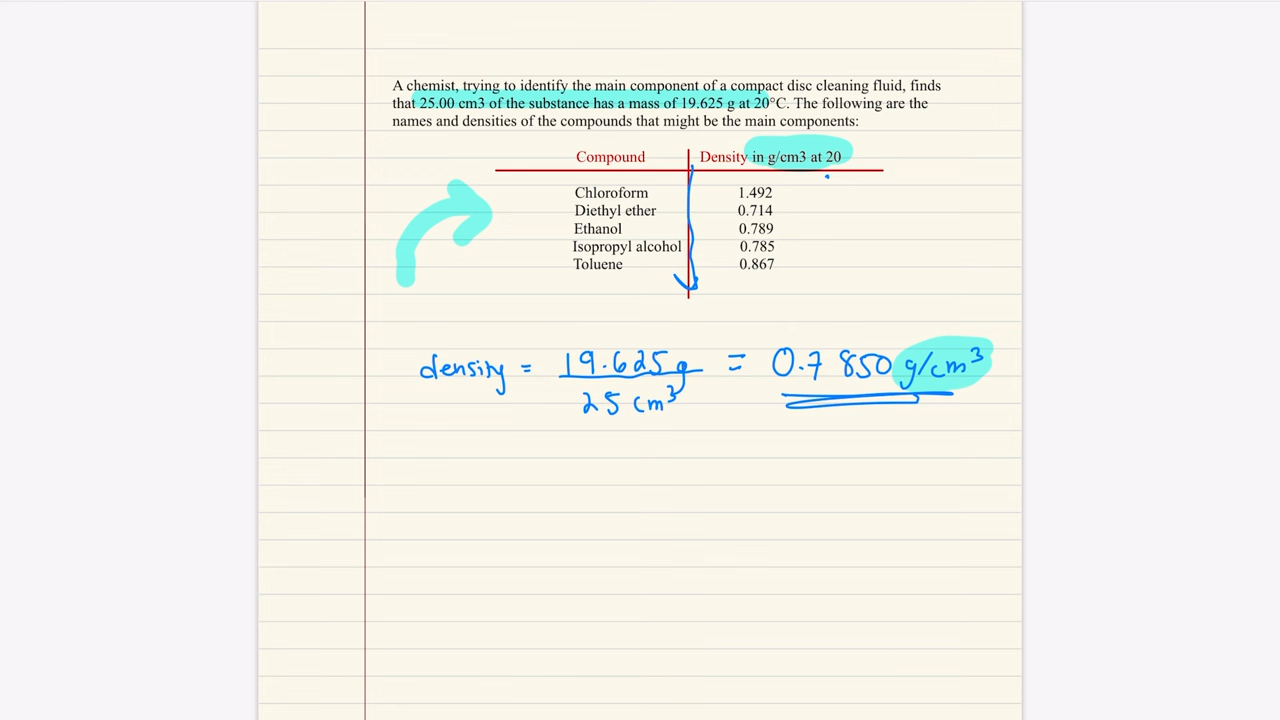 A chemist, trying to identify the main component of a compact disc cleaning fluid, finds
that 25.00 cm3 of the substance has a mass of 19.625 g at 20°C. The following are the
names and densities of the compounds that might be the main components:
Compound Density in g/cm3 at 20
Chloroform 1.492
Diethyl ether 0.714
Ethanol 0.789
Isopropyl alcohol 0.785
Toluene 0.867
density = 19.625g = 0.7850 g/cm³
25 cm³